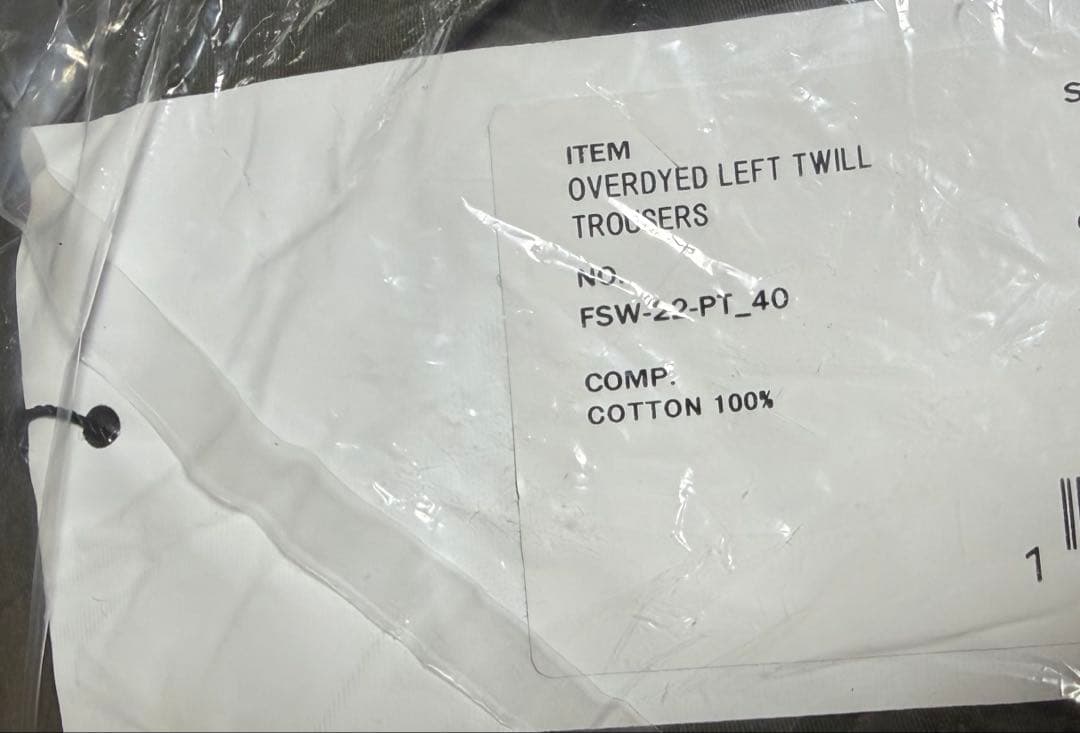 ITEM
OVERDYED LEFT TWILL
TROUSERS
NO.
FSW-22-PT_40
COMP.
COTTON 100%
S
1